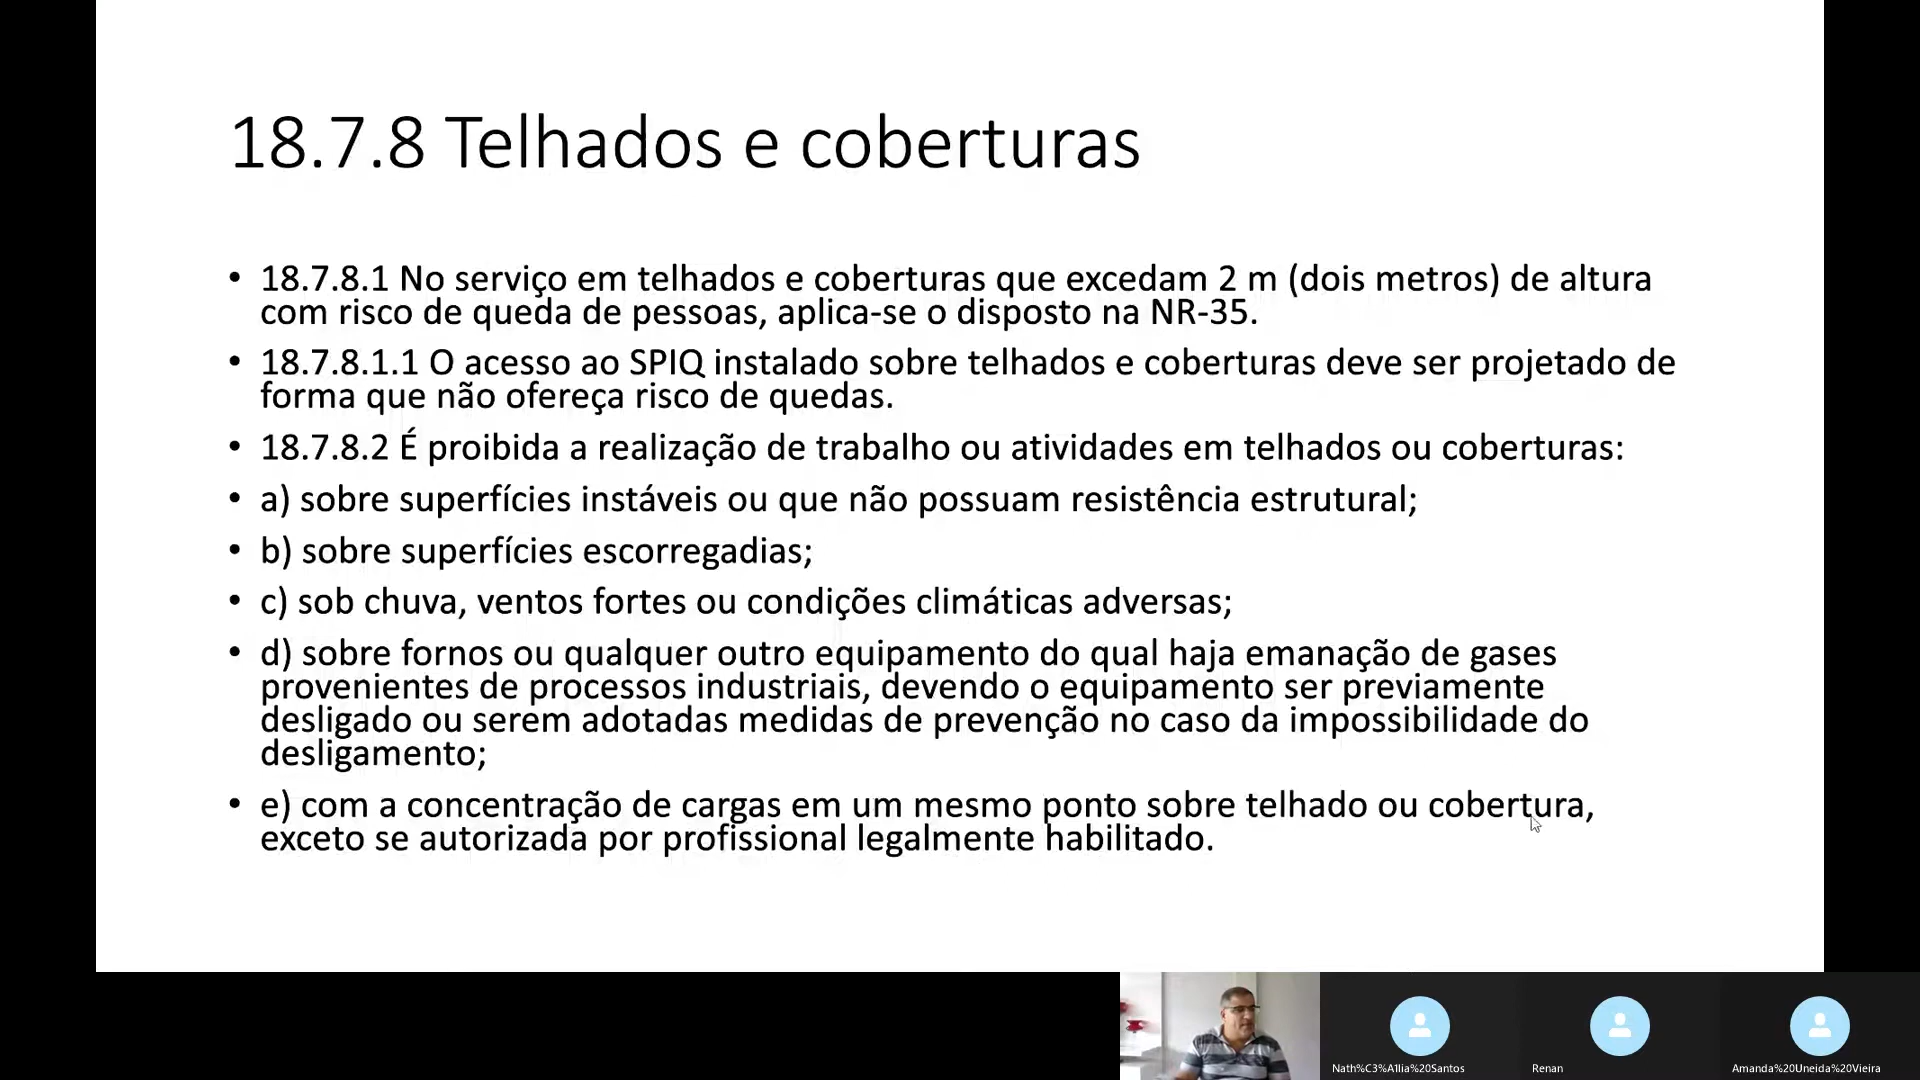 18.7.8 Telhados e coberturas
• 18.7.8.1 No serviço em telhados e coberturas que excedam 2 m (dois metros) de altura
com risco de queda de pessoas, aplica-se o disposto na NR-35.
• 18.7.8.1.1 O acesso ao SPIQ instalado sobre telhados e coberturas deve ser projetado de
forma que não ofereça risco de quedas.
• 18.7.8.2 É proibida a realização de trabalho ou atividades em telhados ou coberturas:
• a) sobre superfícies instáveis ou que não possuam resistência estrutural;
• b) sobre superfícies escorregadias;
• c) sob chuva, ventos fortes ou condições climáticas adversas;
• d) sobre fornos ou qualquer outro equipamento do qual haja emanação de gases
provenientes de processos industriais, devendo o equipamento ser previamente
desligado ou serem adotadas medidas de prevenção no caso da impossibilidade do
desligamento;
• e) com a concentração de cargas em um mesmo ponto sobre telhado ou cobertura,
exceto se autorizada por profissional legalmente habilitado.
Nath%C3%A1lia%20Santos
Renan
Amanda%20Uneida%20Vieira